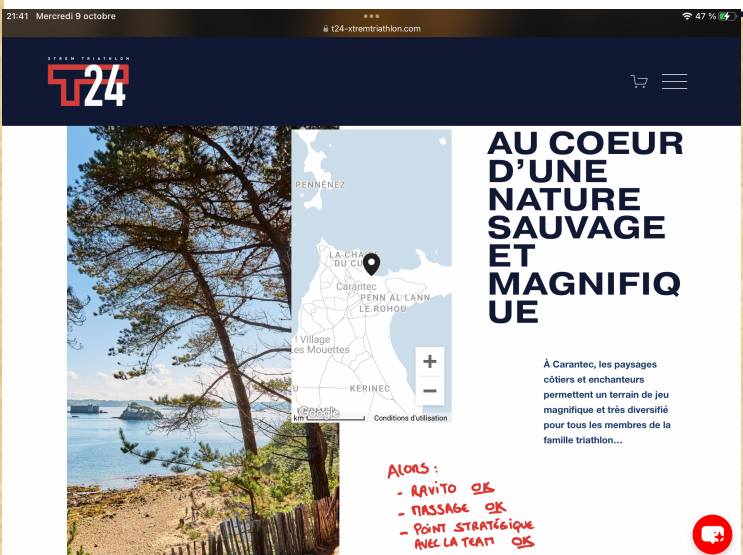 21:41 Mercredi 9 octobre
47 %
t24-xtremtriathlon.com
XTREM TRIATHLON
T24
PENNÉNEZ
DU CU
Carantec
PENN AL LANN
LE ROHOU
! Village
es Mouettes
KERINEC
Google
Conditions d'utilisation
AU COEUR
D'UNE
NATURE
SAUVAGE
ET
MAGNIFIQ
UE
À Carantec, les paysages
côtiers et enchanteurs
permettent un terrain de jeu
magnifique et très diversifié
pour tous les membres de la
famille triathlon...
ALORS :
- RAVITO OK
- MASSAGE OK
- POINT STRATÉGIQUE
AVEC LA TEAM OK